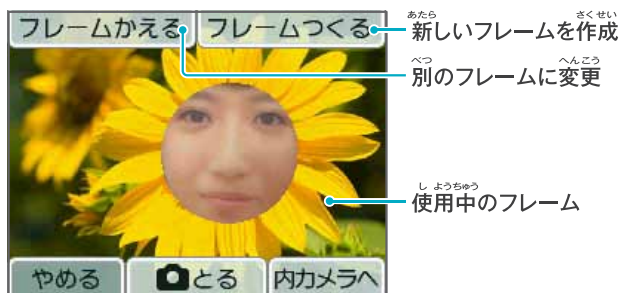 フレームかえる
フレームつくる
あたら さくせい
新しいフレームを作成
べつ へんこう
別のフレームに変更
しようちゅう
使用中のフレーム
やめる
とる
内カメラへ